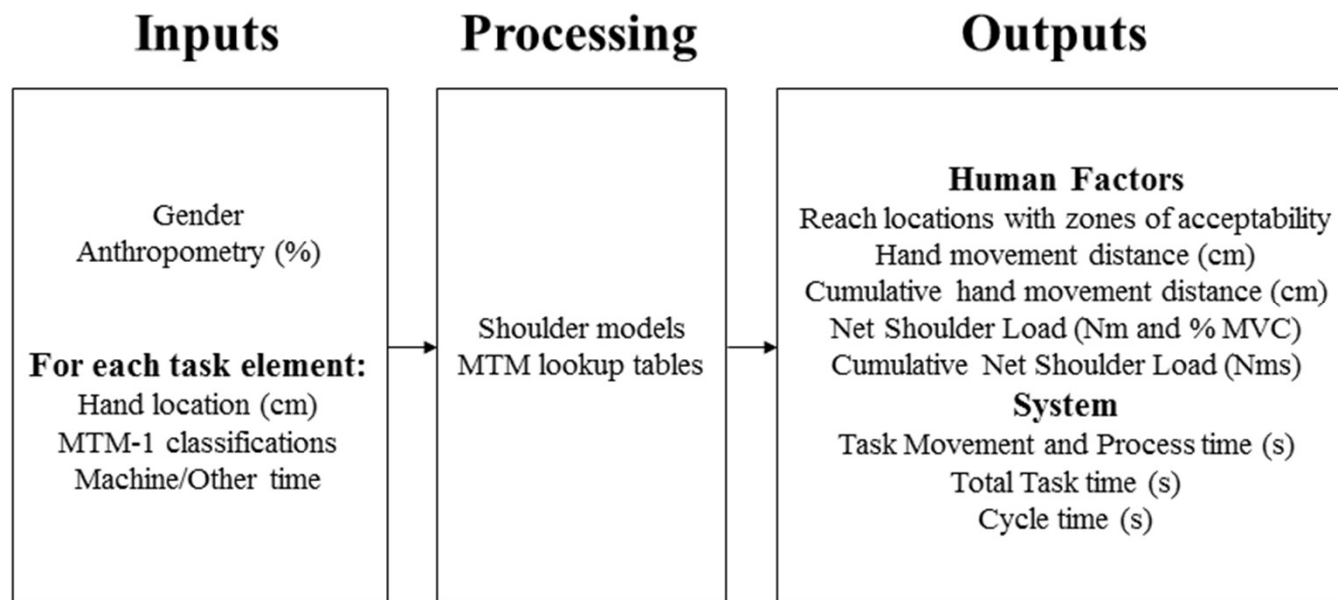 Inputs
Processing
Outputs
Gender
Anthropometry (%)
For each task element:
Hand location (cm)
MTM-1 classifications
Machine/Other time
Shoulder models
MTM lookup tables
Human Factors
Reach locations with zones of acceptability
Hand movement distance (cm)
Cumulative hand movement distance (cm)
Net Shoulder Load (Nm and % MVC)
Cumulative Net Shoulder Load (Nms)
System
Task Movement and Process time (s)
Total Task time (s)
Cycle time (s)